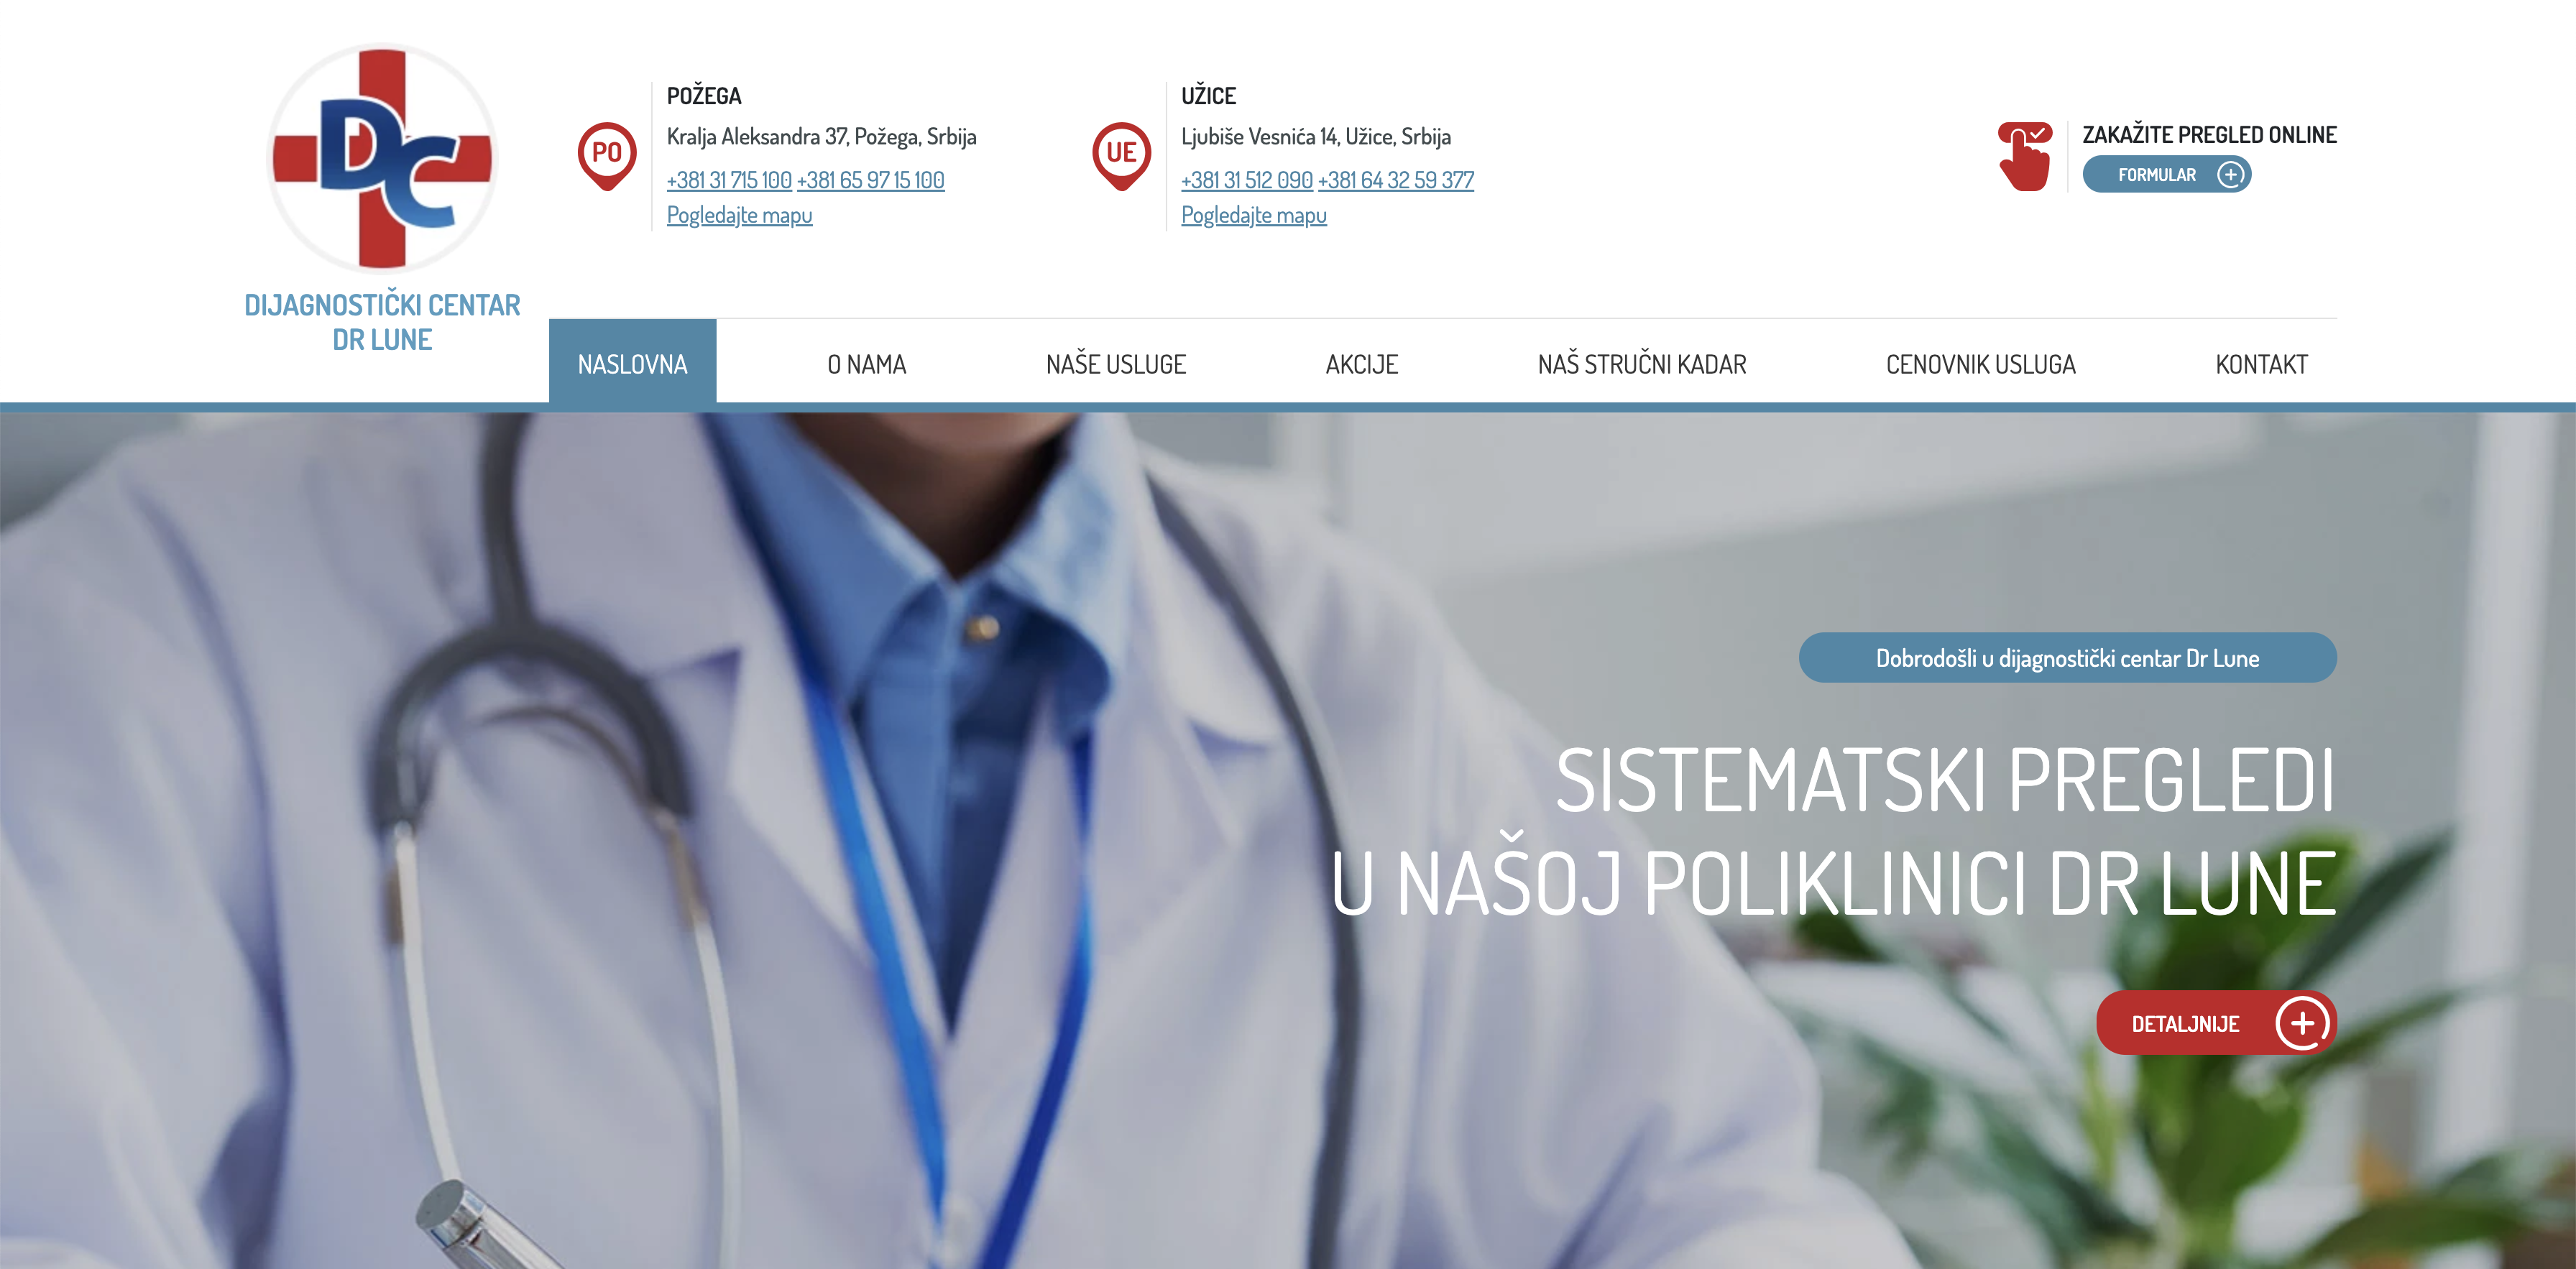 DC
DIJAGNOSTIČKI CENTAR
DR LUNE
PO
POŽEGA
Kralja Aleksandra 37, Požega, Srbija
+381 31 715 100 +381 65 97 15 100
Pogledajte mapu
UE
UŽICE
Ljubiše Vesnića 14, Užice, Srbija
+381 31 512 090 +381 64 32 59 377
Pogledajte mapu
ZAKAŽITE PREGLED ONLINE
FORMULAR
NASLOVNA O NAMA NAŠE USLUGE AKCIJE NAŠ STRUČNI KADAR CENOVNIK USLUGA KONTAKT
Dobrodošli u dijagnostički centar Dr Lune
SISTEMATSKI PREGLEDI
U NAŠOJ POLIKLINICI DR LUNE
DETALJNIJE